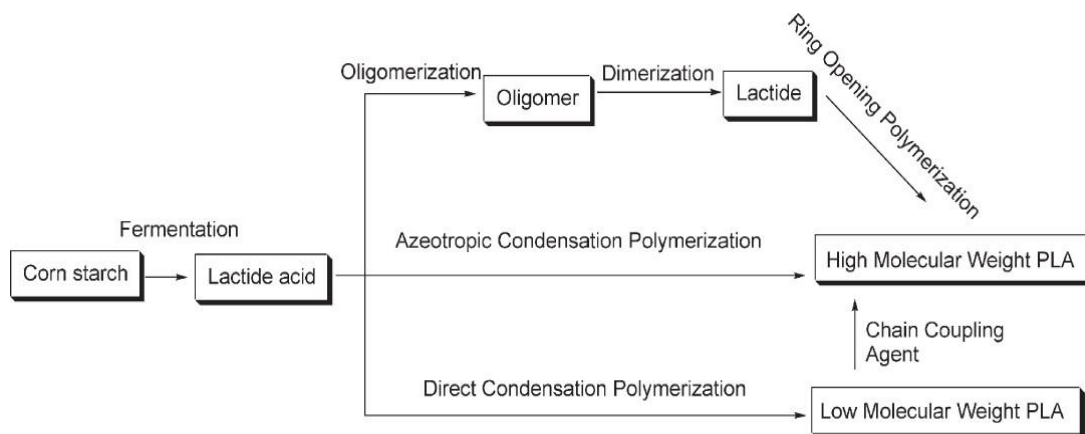 Oligomerization
Oligomer
Dimerization
Lactide
Ring Opening Polymerization
Fermentation
Corn starch
Lactide acid
Azeotropic Condensation Polymerization
High Molecular Weight PLA
Chain Coupling
Agent
Direct Condensation Polymerization
Low Molecular Weight PLA